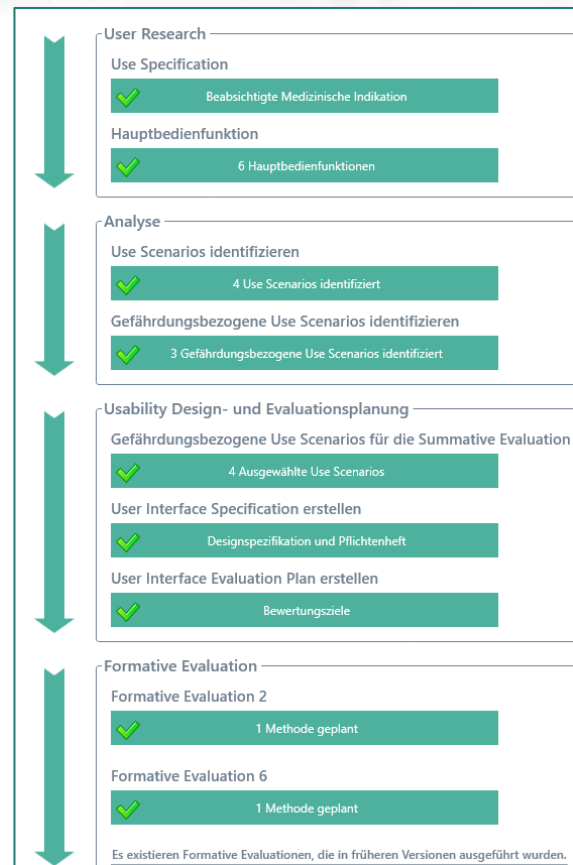 User Research
Use Specification
Beabsichtigte Medizinische Indikation
Hauptbedienfunktion
6 Hauptbedienfunktionen
Analyse
Use Scenarios identifizieren
4 Use Scenarios identifiziert
Gefährdungsbezogene Use Scenarios identifizieren
3 Gefährdungsbezogene Use Scenarios identifiziert
Usability Design- und Evaluationsplanung
Gefährdungsbezogene Use Scenarios für die Summative Evaluation
4 Ausgewählte Use Scenarios
User Interface Specification erstellen
Designspezifikation und Pflichtenheft
User Interface Evaluation Plan erstellen
Bewertungsziele
Formative Evaluation
Formative Evaluation 2
1 Methode geplant
Formative Evaluation 6
1 Methode geplant
Es existieren Formative Evaluationen, die in früheren Versionen ausgeführt wurden.